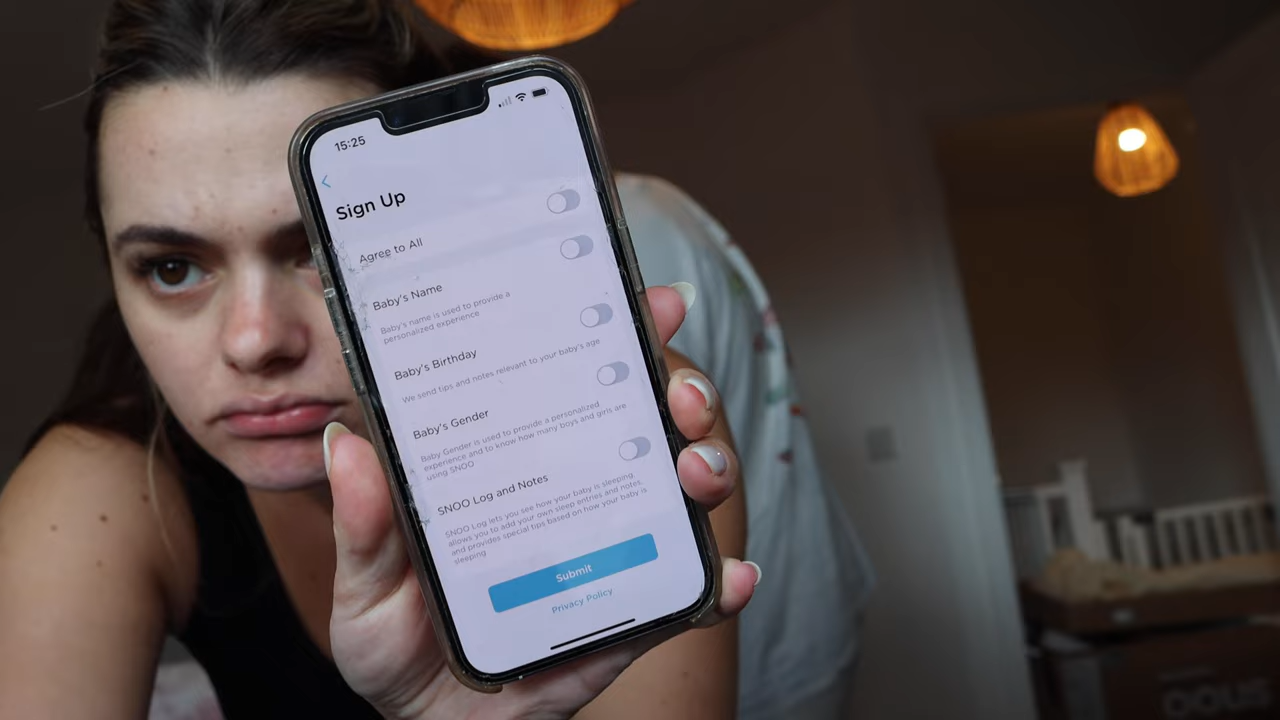 15:25
Sign Up
Agree to All
Baby's Name
Baby's name is used to provide a
personalized experience
Baby's Birthday
We send tips and notes relevant to your baby's age
Baby's Gender
Baby Gender is used to provide a personalized
experience and to know how many boys and girls are
using SNOO
SNOO Log and Notes
SNOO Log lets you see how your baby is sleeping
allows you to add your own sleep entries and notes,
and provides special tips based on how your baby is
sleeping
Submit
Privacy Policy